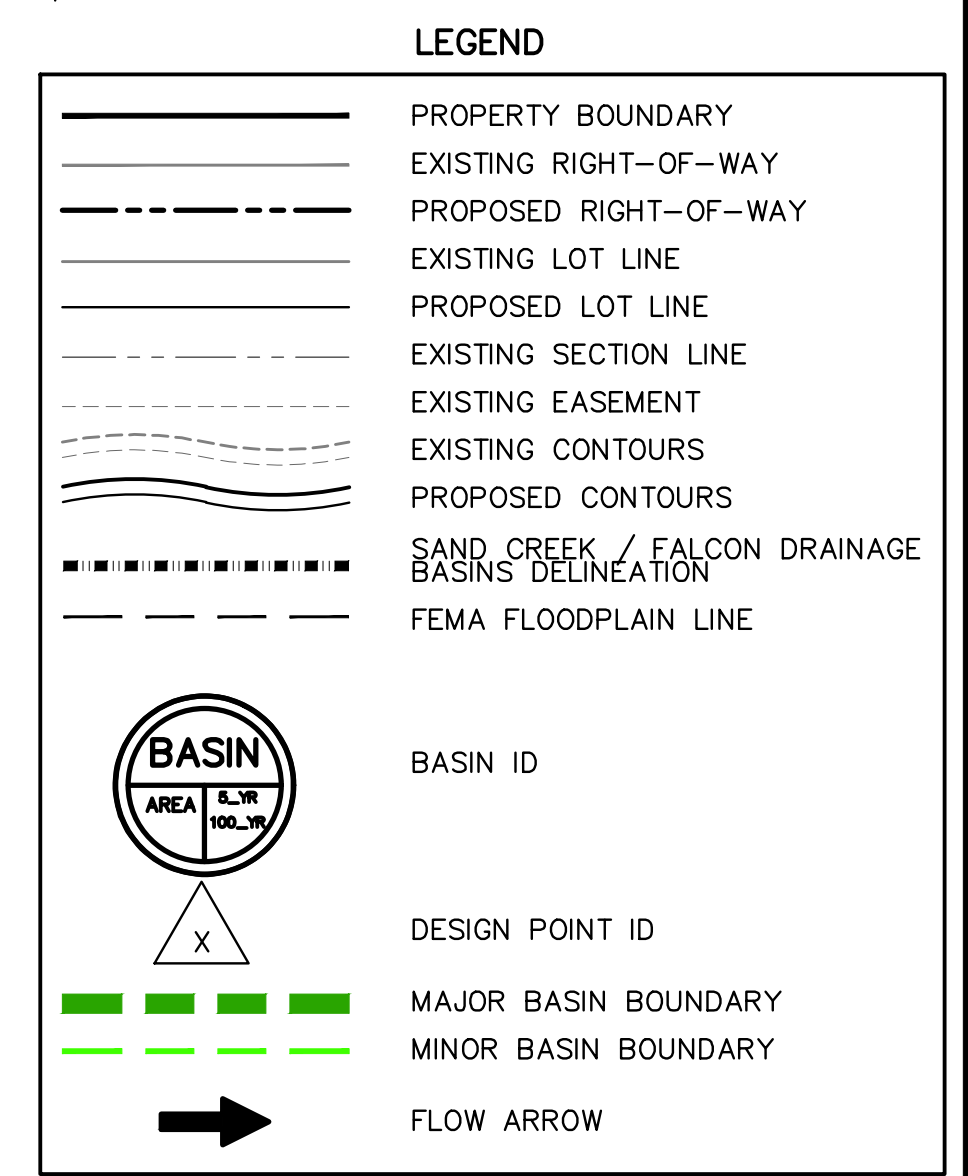 LEGEND
PROPERTY BOUNDARY
EXISTING RIGHT-OF-WAY
PROPOSED RIGHT-OF-WAY
EXISTING LOT LINE
PROPOSED LOT LINE
EXISTING SECTION LINE
EXISTING EASEMENT
EXISTING CONTOURS
PROPOSED CONTOURS
SAND CREEK / FALCON DRAINAGE
BASINS DELINEATION
FEMA FLOODPLAIN LINE
BASIN
AREA
5_YR
100_YR
BASIN ID
X
DESIGN POINT ID
MAJOR BASIN BOUNDARY
MINOR BASIN BOUNDARY
FLOW ARROW